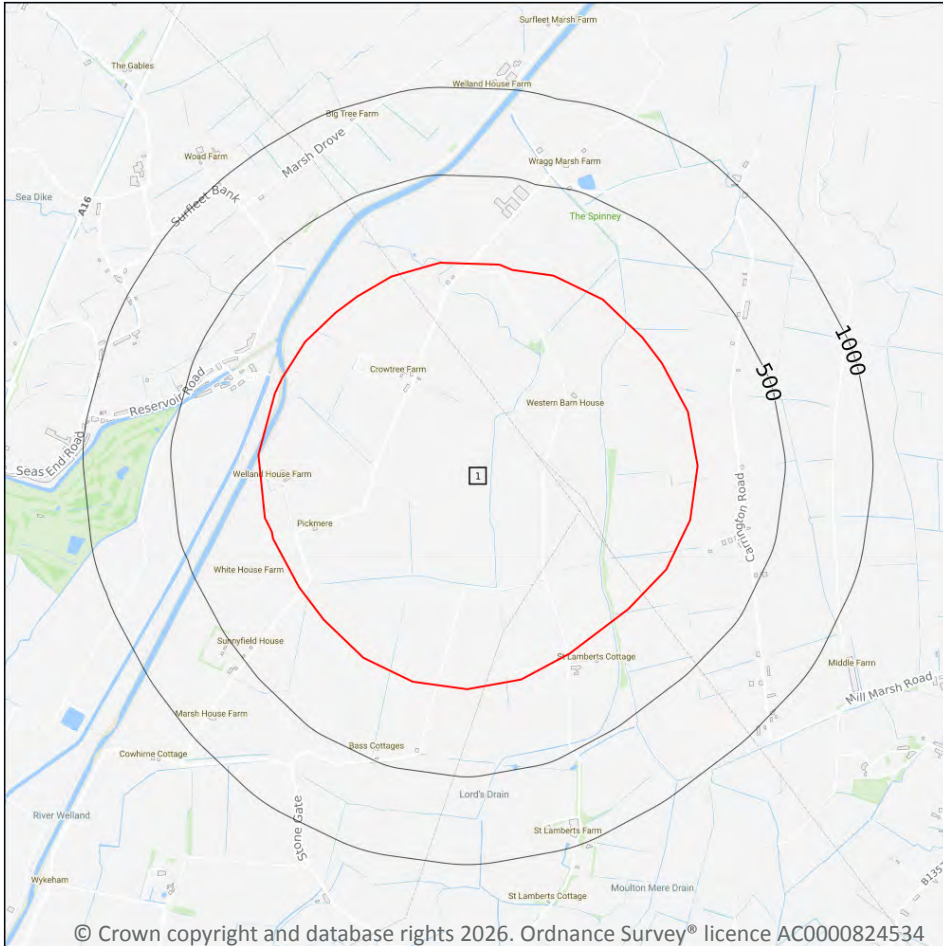 Surfleet Marsh Farm
The Gables
Welland House Farm
Big Tree Farm
Marsh Drove
Woad Farm
Wragg Marsh Farm
Sea Dike
A16
Surfleet Bank
The Spinney
1000
500
Crowtree Farm
Reservoir Road
Western Barn House
Seas End Road
Welland House Farm
1
Pickmere
Carrington Road
White House Farm
Sunnyfield House
St Lamberts Cottage
Middle Farm
Mill Marsh Road
Marsh House Farm
Bass Cottages
Cowhirne Cottage
Lord's Drain
River Welland
Stone Gate
St Lamberts Farm
Wykeham
Moulton Mere Drain
B1357
St Lamberts Cottage
© Crown copyright and database rights 2026. Ordnance Survey® licence AC0000824534